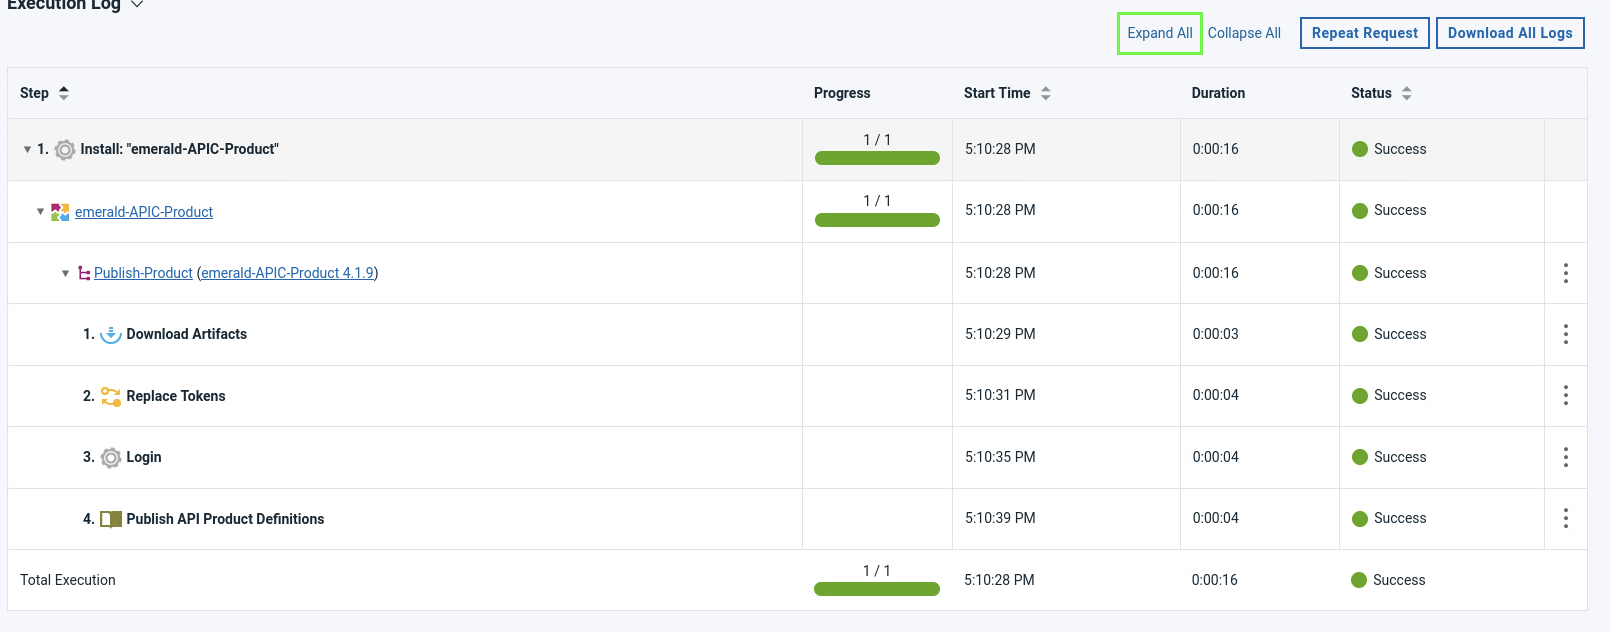 Execution Log
Expand All Collapse All Repeat Request Download All Logs
Step Progress Start Time Duration Status
1. Install: "emerald-APIC-Product" 1 / 1 5:10:28 PM 0:00:16 Success
emerald-APIC-Product 1 / 1 5:10:28 PM 0:00:16 Success
Publish-Product (emerald-APIC-Product 4.1.9) 5:10:28 PM 0:00:16 Success
1. Download Artifacts 5:10:29 PM 0:00:03 Success
2. Replace Tokens 5:10:31 PM 0:00:04 Success
3. Login 5:10:35 PM 0:00:04 Success
4. Publish API Product Definitions 5:10:39 PM 0:00:04 Success
Total Execution 1 / 1 5:10:28 PM 0:00:16 Success